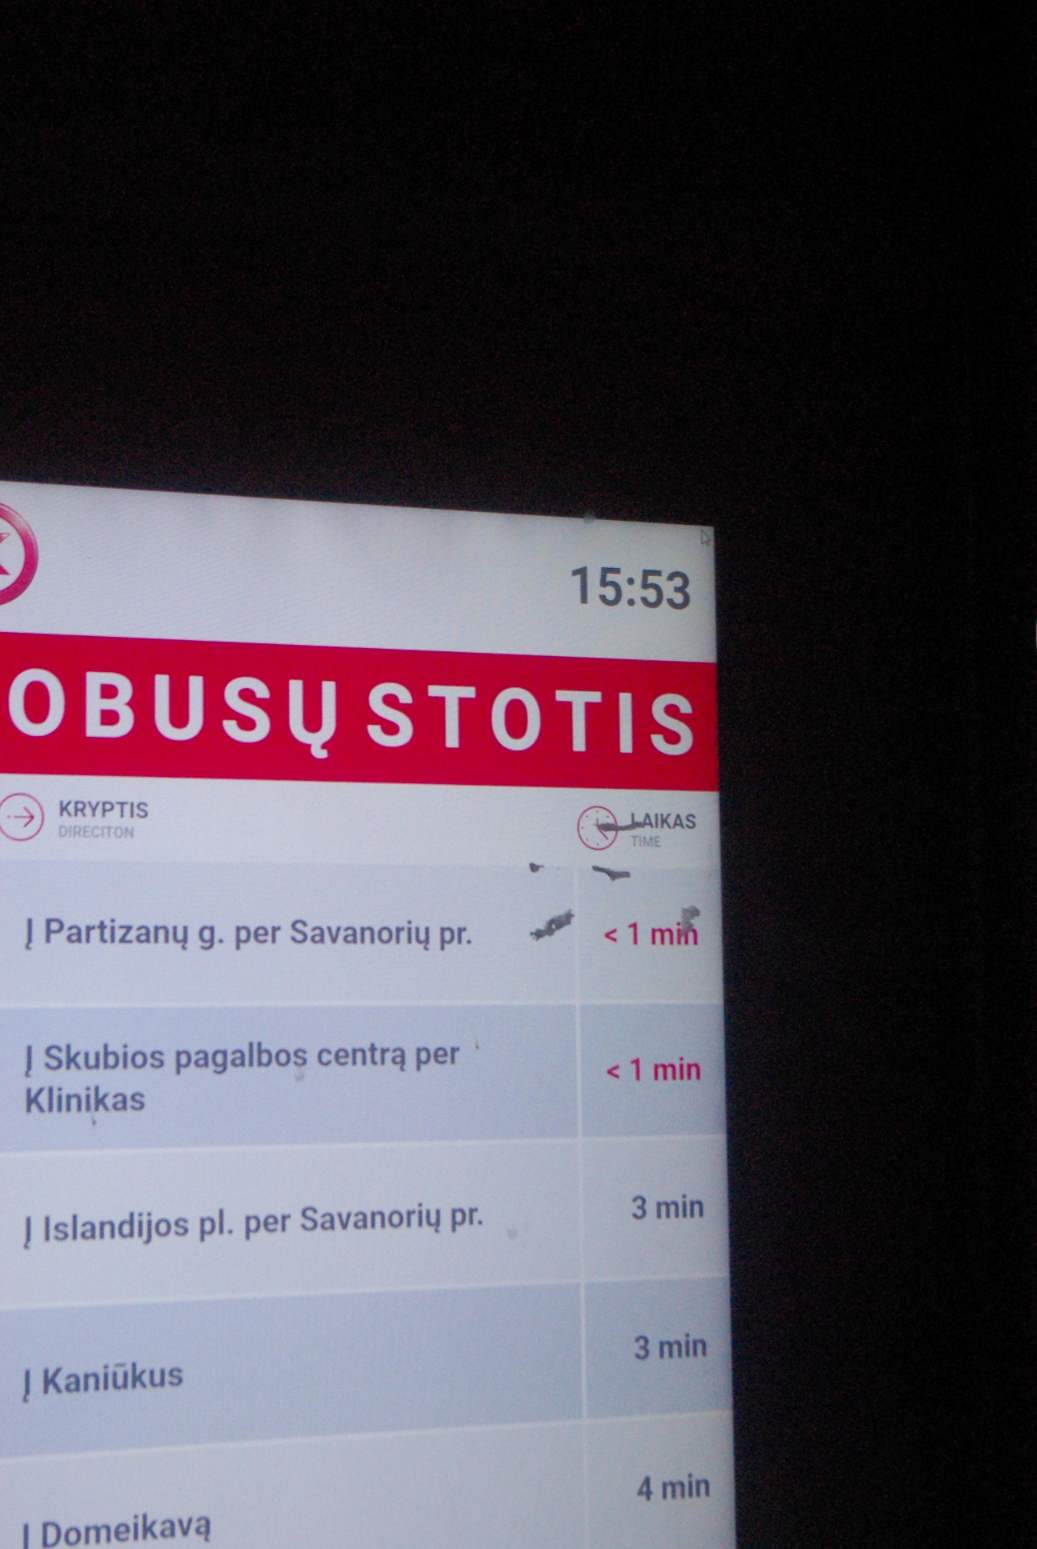 15:53
OBUSŲ STOTIS
KRYPTIS
LAIKAS
DIRECITON
TIME
Į Partizanų g. per Savanorių pr.
< 1 min
Į Skubios pagalbos centrą per
Klinikas
< 1 min
Į Islandijos pl. per Savanorių pr.
3 min
Į Kaniūkus
3 min
Į Domeikavą
4 min